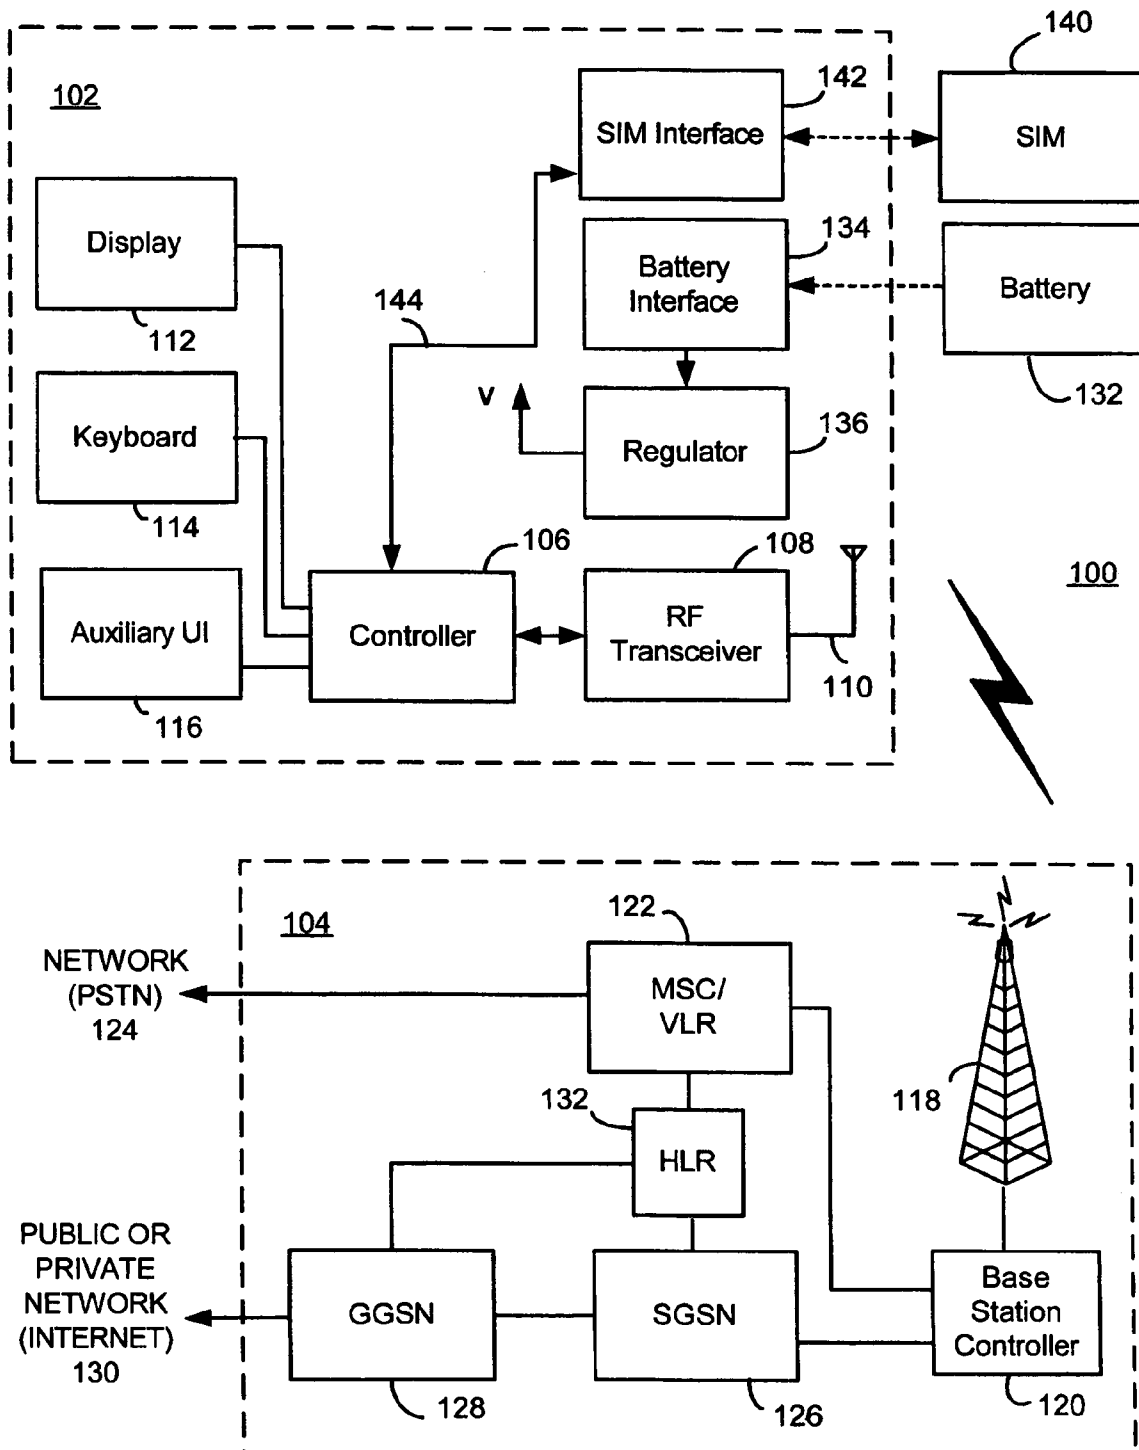 140
102
142
SIM Interface
SIM
Display
134
Battery
Interface
Battery
144
112
132
V
Keyboard
Regulator
136
114
106
108
100
Auxiliary UI
Controller
RF
Transceiver
110
116
104
122
NETWORK
(PSTN)
124
MSC/
VLR
118
132
HLR
PUBLIC OR
PRIVATE
NETWORK
(INTERNET)
130
GGSN
SGSN
Base
Station
Controller
128
126
120